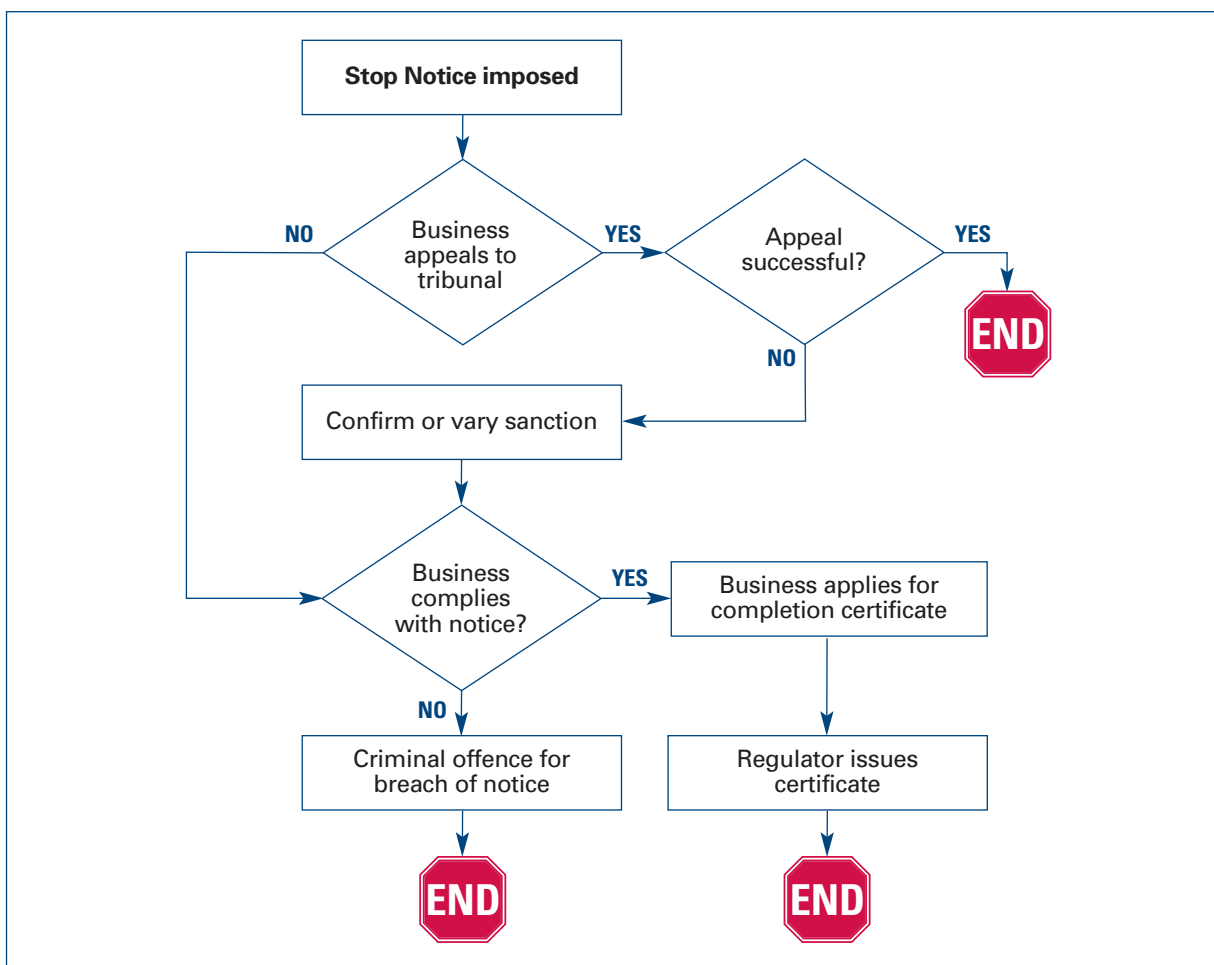 Stop Notice imposed
NO
Business
appeals to
tribunal
YES
Appeal
successful?
YES
END
NO
Confirm or vary sanction
Business
complies
with notice?
YES
Business applies for
completion certificate
NO
Criminal offence for
breach of notice
Regulator issues
certificate
END
END